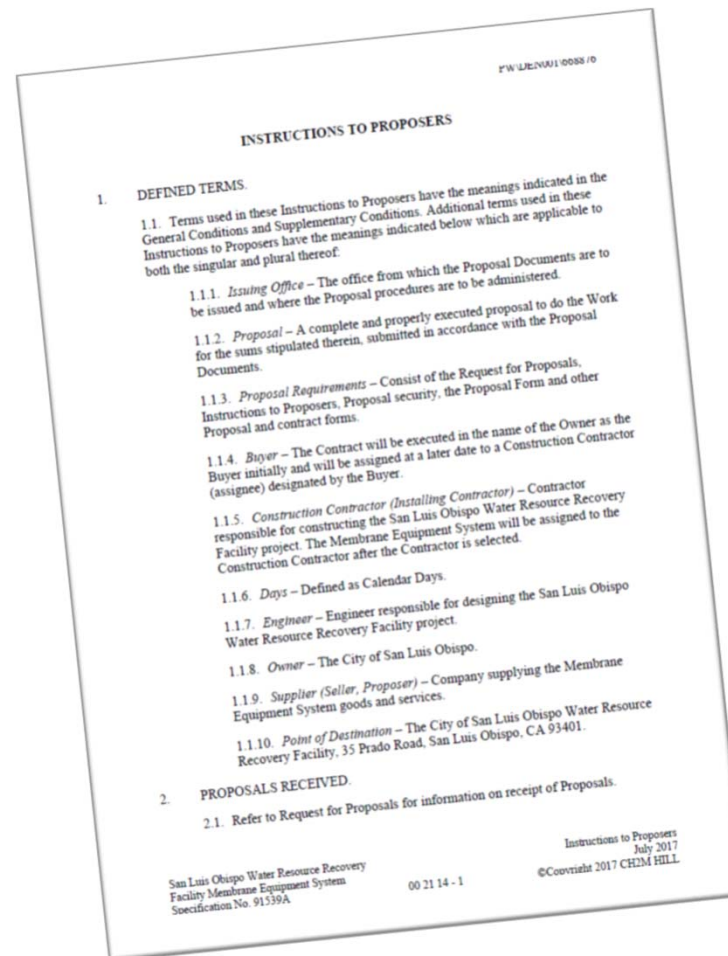 INSTRUCTIONS TO PROPOSERS
1. DEFINED TERMS.
1.1. Terms used in these Instructions to Proposers have the meanings indicated in the
General Conditions and Supplementary Conditions. Additional terms used in these
Instructions to Proposers have the meanings indicated below which are applicable to
both the singular and plural thereof:
1.1.1. Issuing Office – The office from which the Proposal Documents are to
be issued and where the Proposal procedures are to be administered.
1.1.2. Proposal – A complete and properly executed proposal to do the Work
for the sums stipulated therein, submitted in accordance with the Proposal
Documents.
1.1.3. Proposal Requirements – Consist of the Request for Proposals,
Instructions to Proposers, Proposal security, the Proposal Form and other
Proposal and contract forms.
1.1.4. Buyer – The Contract will be executed in the name of the Owner as the
Buyer initially and will be assigned at a later date to a Construction Contractor
(assignee) designated by the Buyer.
1.1.5. Construction Contractor (Installing Contractor) – Contractor
responsible for constructing the San Luis Obispo Water Resource Recovery
Facility project. The Membrane Equipment System will be assigned to the
Construction Contractor after the Contractor is selected.
1.1.6. Days – Defined as Calendar Days.
1.1.7. Engineer – Engineer responsible for designing the San Luis Obispo
Water Resource Recovery Facility project.
1.1.8. Owner – The City of San Luis Obispo.
1.1.9. Supplier (Seller, Proposer) – Company supplying the Membrane
Equipment System goods and services.
1.1.10. Point of Destination – The City of San Luis Obispo Water Resource
Recovery Facility, 35 Prado Road, San Luis Obispo, CA 93401.
2. PROPOSALS RECEIVED.
2.1. Refer to Request for Proposals for information on receipt of Proposals.
San Luis Obispo Water Resource Recovery
Facility Membrane Equipment System
Specification No. 91539A
00 21 14 - 1
Instructions to Proposers
July 2017
©Copyright 2017 CH2M HILL